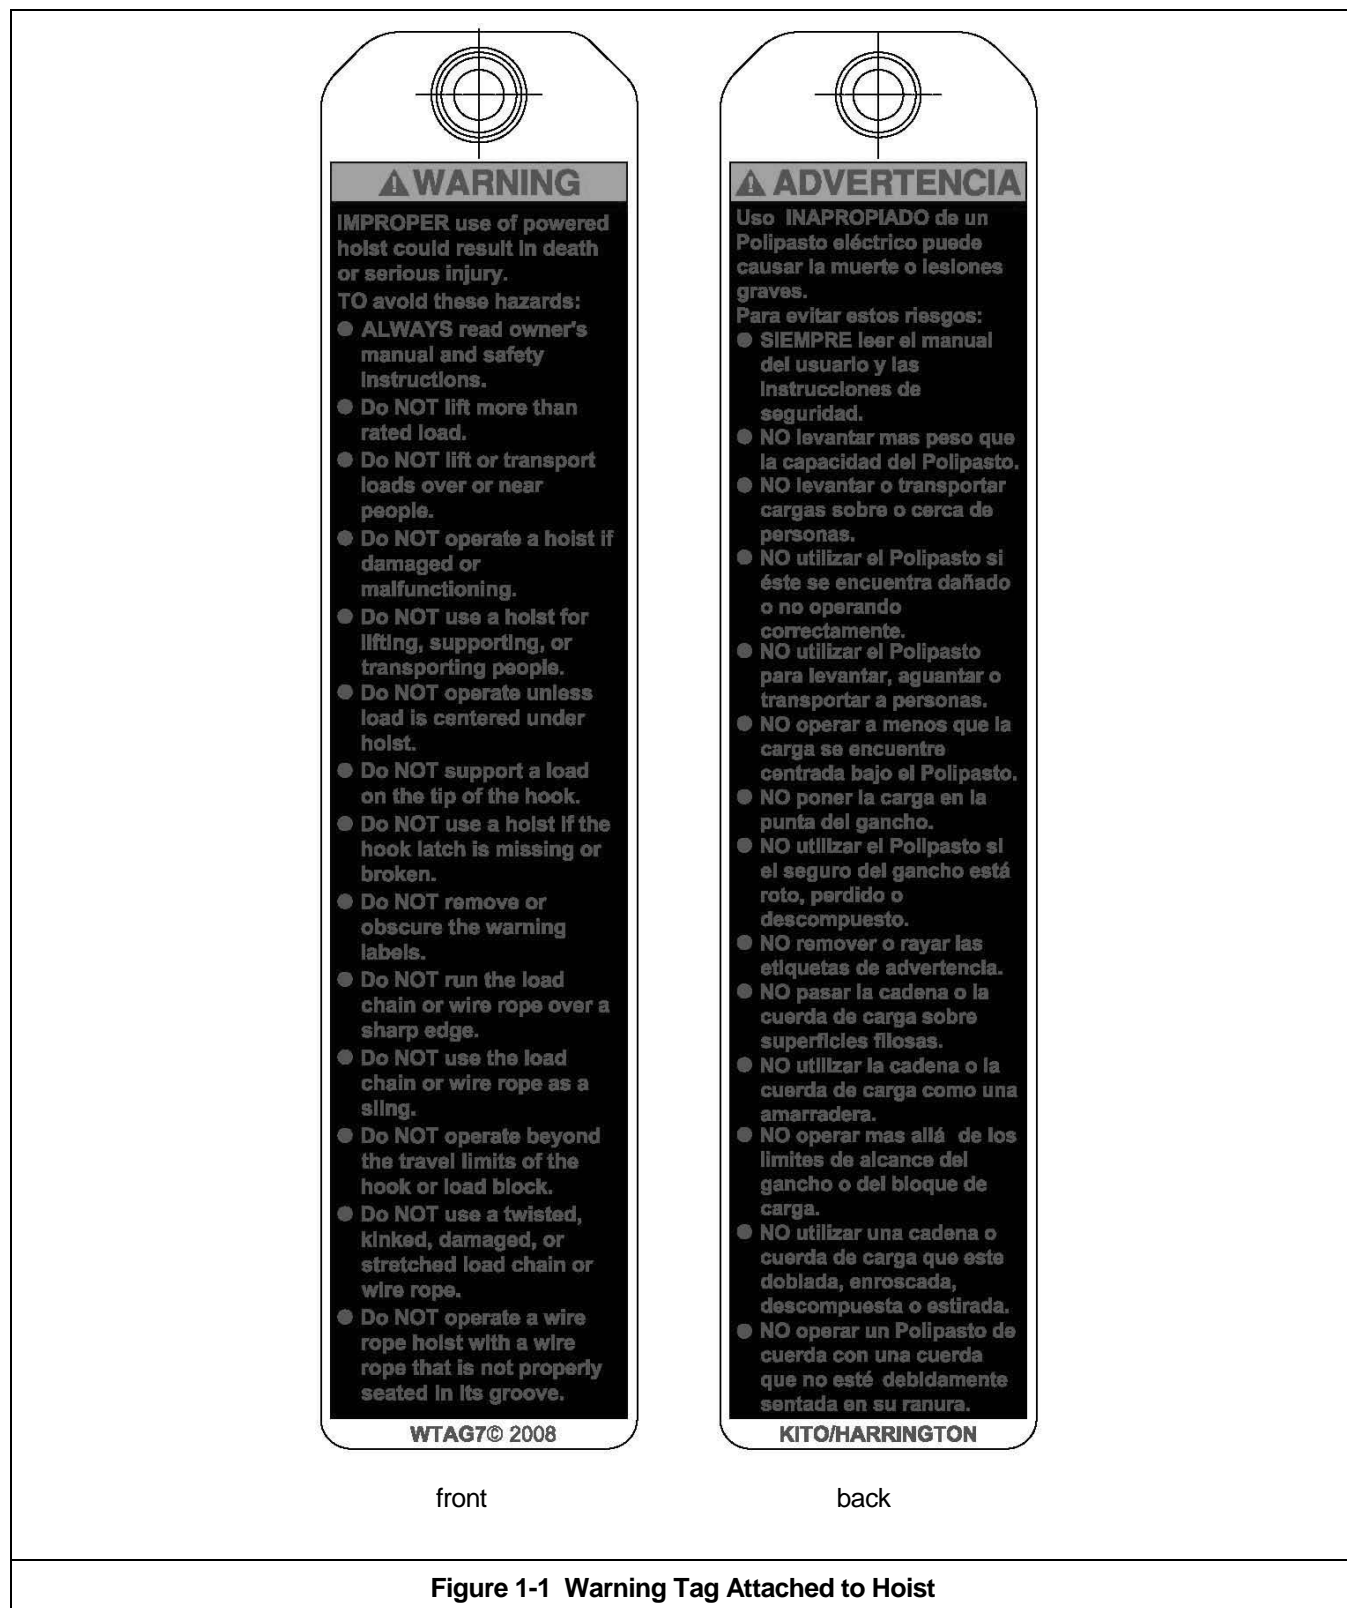 WARNING
IMPROPER use of powered
hoist could result in death
or serious injury.
TO avoid these hazards:
● ALWAYS read owner's
manual and safety
instructions.
● Do NOT lift more than
rated load.
● Do NOT lift or transport
loads over or near
people.
● Do NOT operate a hoist if
damaged or
malfunctioning.
● Do NOT use a hoist for
lifting, supporting, or
transporting people.
● Do NOT operate unless
load is centered under
hoist.
● Do NOT support a load
on the tip of the hook.
● Do NOT use a hoist if the
hook latch is missing or
broken.
● Do NOT remove or
obscure the warning
labels.
● Do NOT run the load
chain or wire rope over a
sharp edge.
● Do NOT use the load
chain or wire rope as a
sling.
● Do NOT operate beyond
the travel limits of the
hook or load block.
● Do NOT use a twisted,
kinked, damaged, or
stretched load chain or
wire rope.
● Do NOT operate a wire
rope hoist with a wire
rope that is not properly
seated in its groove.
WTAG7© 2008
front
ADVERTENCIA
Uso INAPROPIADO de un
Polipasto eléctrico puede
causar la muerte o lesiones
graves.
Para evitar estos riesgos:
● SIEMPRE leer el manual
del usuario y las
instrucciones de
seguridad.
● NO levantar mas peso que
la capacidad del Polipasto.
● NO levantar o transportar
cargas sobre o cerca de
personas.
● NO utilizar el Polipasto si
éste se encuentra dañado
o no operando
correctamente.
● NO utilizar el Polipasto
para levantar, aguantar o
transportar a personas.
● NO operar a menos que la
carga se encuentre
centrada bajo el Polipasto.
● NO poner la carga en la
punta del gancho.
● NO utilizar el Polipasto si
el seguro del gancho está
roto, perdido o
descompuesto.
● NO remover o rayar las
etiquetas de advertencia.
● NO pasar la cadena o la
cuerda de carga sobre
superficies filosas.
● NO utilizar la cadena o la
cuerda de carga como una
amarradera.
● NO operar mas allá de los
limites de alcance del
gancho o del bloque de
carga.
● NO utilizar una cadena o
cuerda de carga que este
doblada, enroscada,
descompuesta o estirada.
● NO operar un Polipasto de
cuerda con una cuerda
que no esté debidamente
sentada en su ranura.
KITO/HARRINGTON
back
Figure 1-1 Warning Tag Attached to Hoist